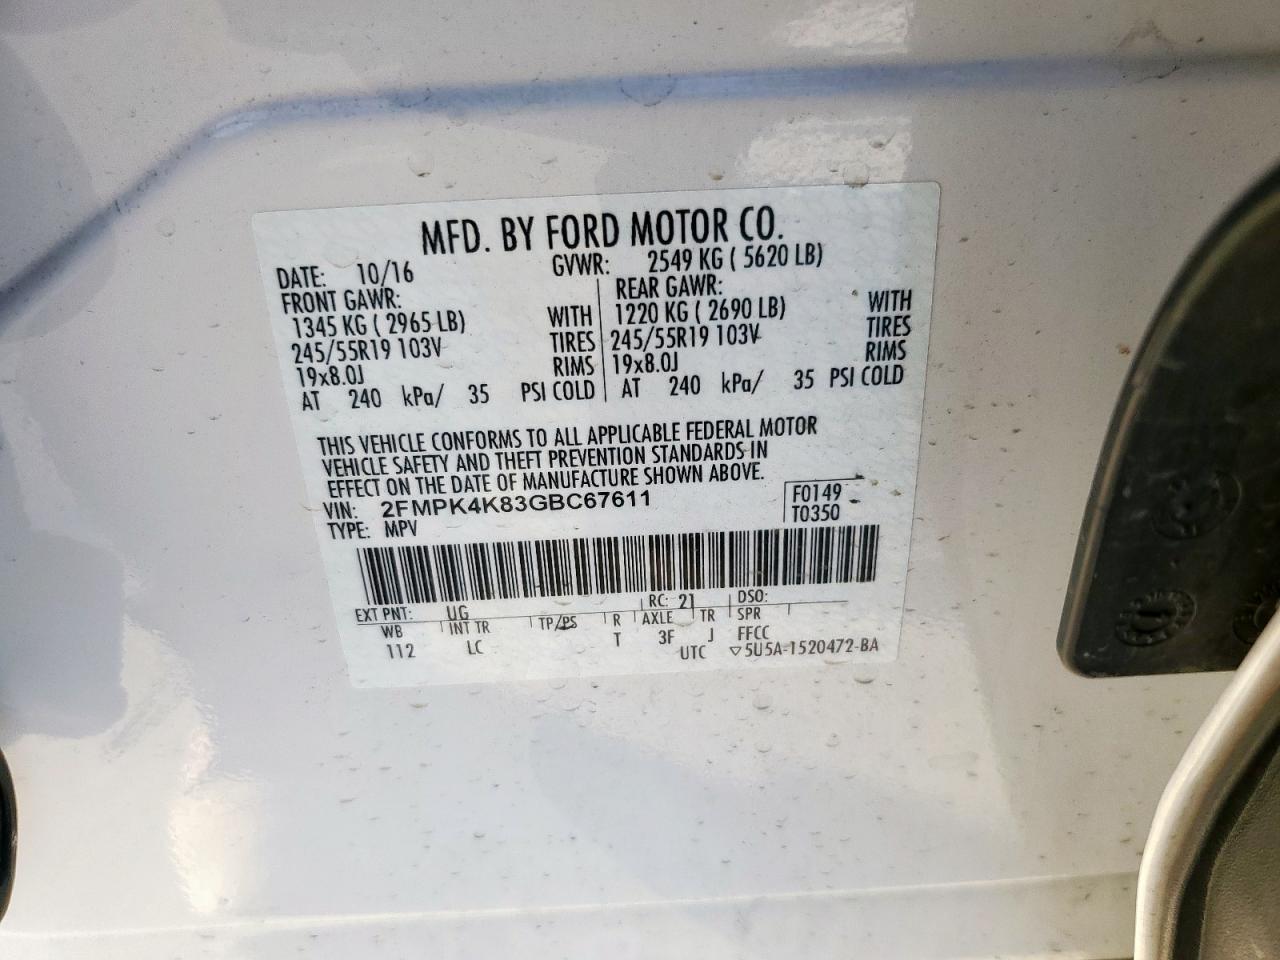 MFD. BY FORD MOTOR CO.
DATE: 10/16 GVWR: 2549 KG ( 5620 LB)
FRONT GAWR: REAR GAWR:
1345 KG ( 2965 LB) WITH 1220 KG ( 2690 LB) WITH
245/55R19 103V TIRES 245/55R19 103V TIRES
19x8.0J RIMS 19x8.0J RIMS
AT 240 kPa/ 35 PSI COLD AT 240 kPa/ 35 PSI COLD
THIS VEHICLE CONFORMS TO ALL APPLICABLE FEDERAL MOTOR
VEHICLE SAFETY AND THEFT PREVENTION STANDARDS IN
EFFECT ON THE DATE OF MANUFACTURE SHOWN ABOVE.
VIN: 2FMPK4K83GBC67611 F0149
TYPE: MPV T0350
EXT PNT: UG RC: 21 DSO:
WB INT TR TP/PS R AXLE TR SPR
112 LC T 3F J FFCC
UTC ▽5U5A-1520472-BA